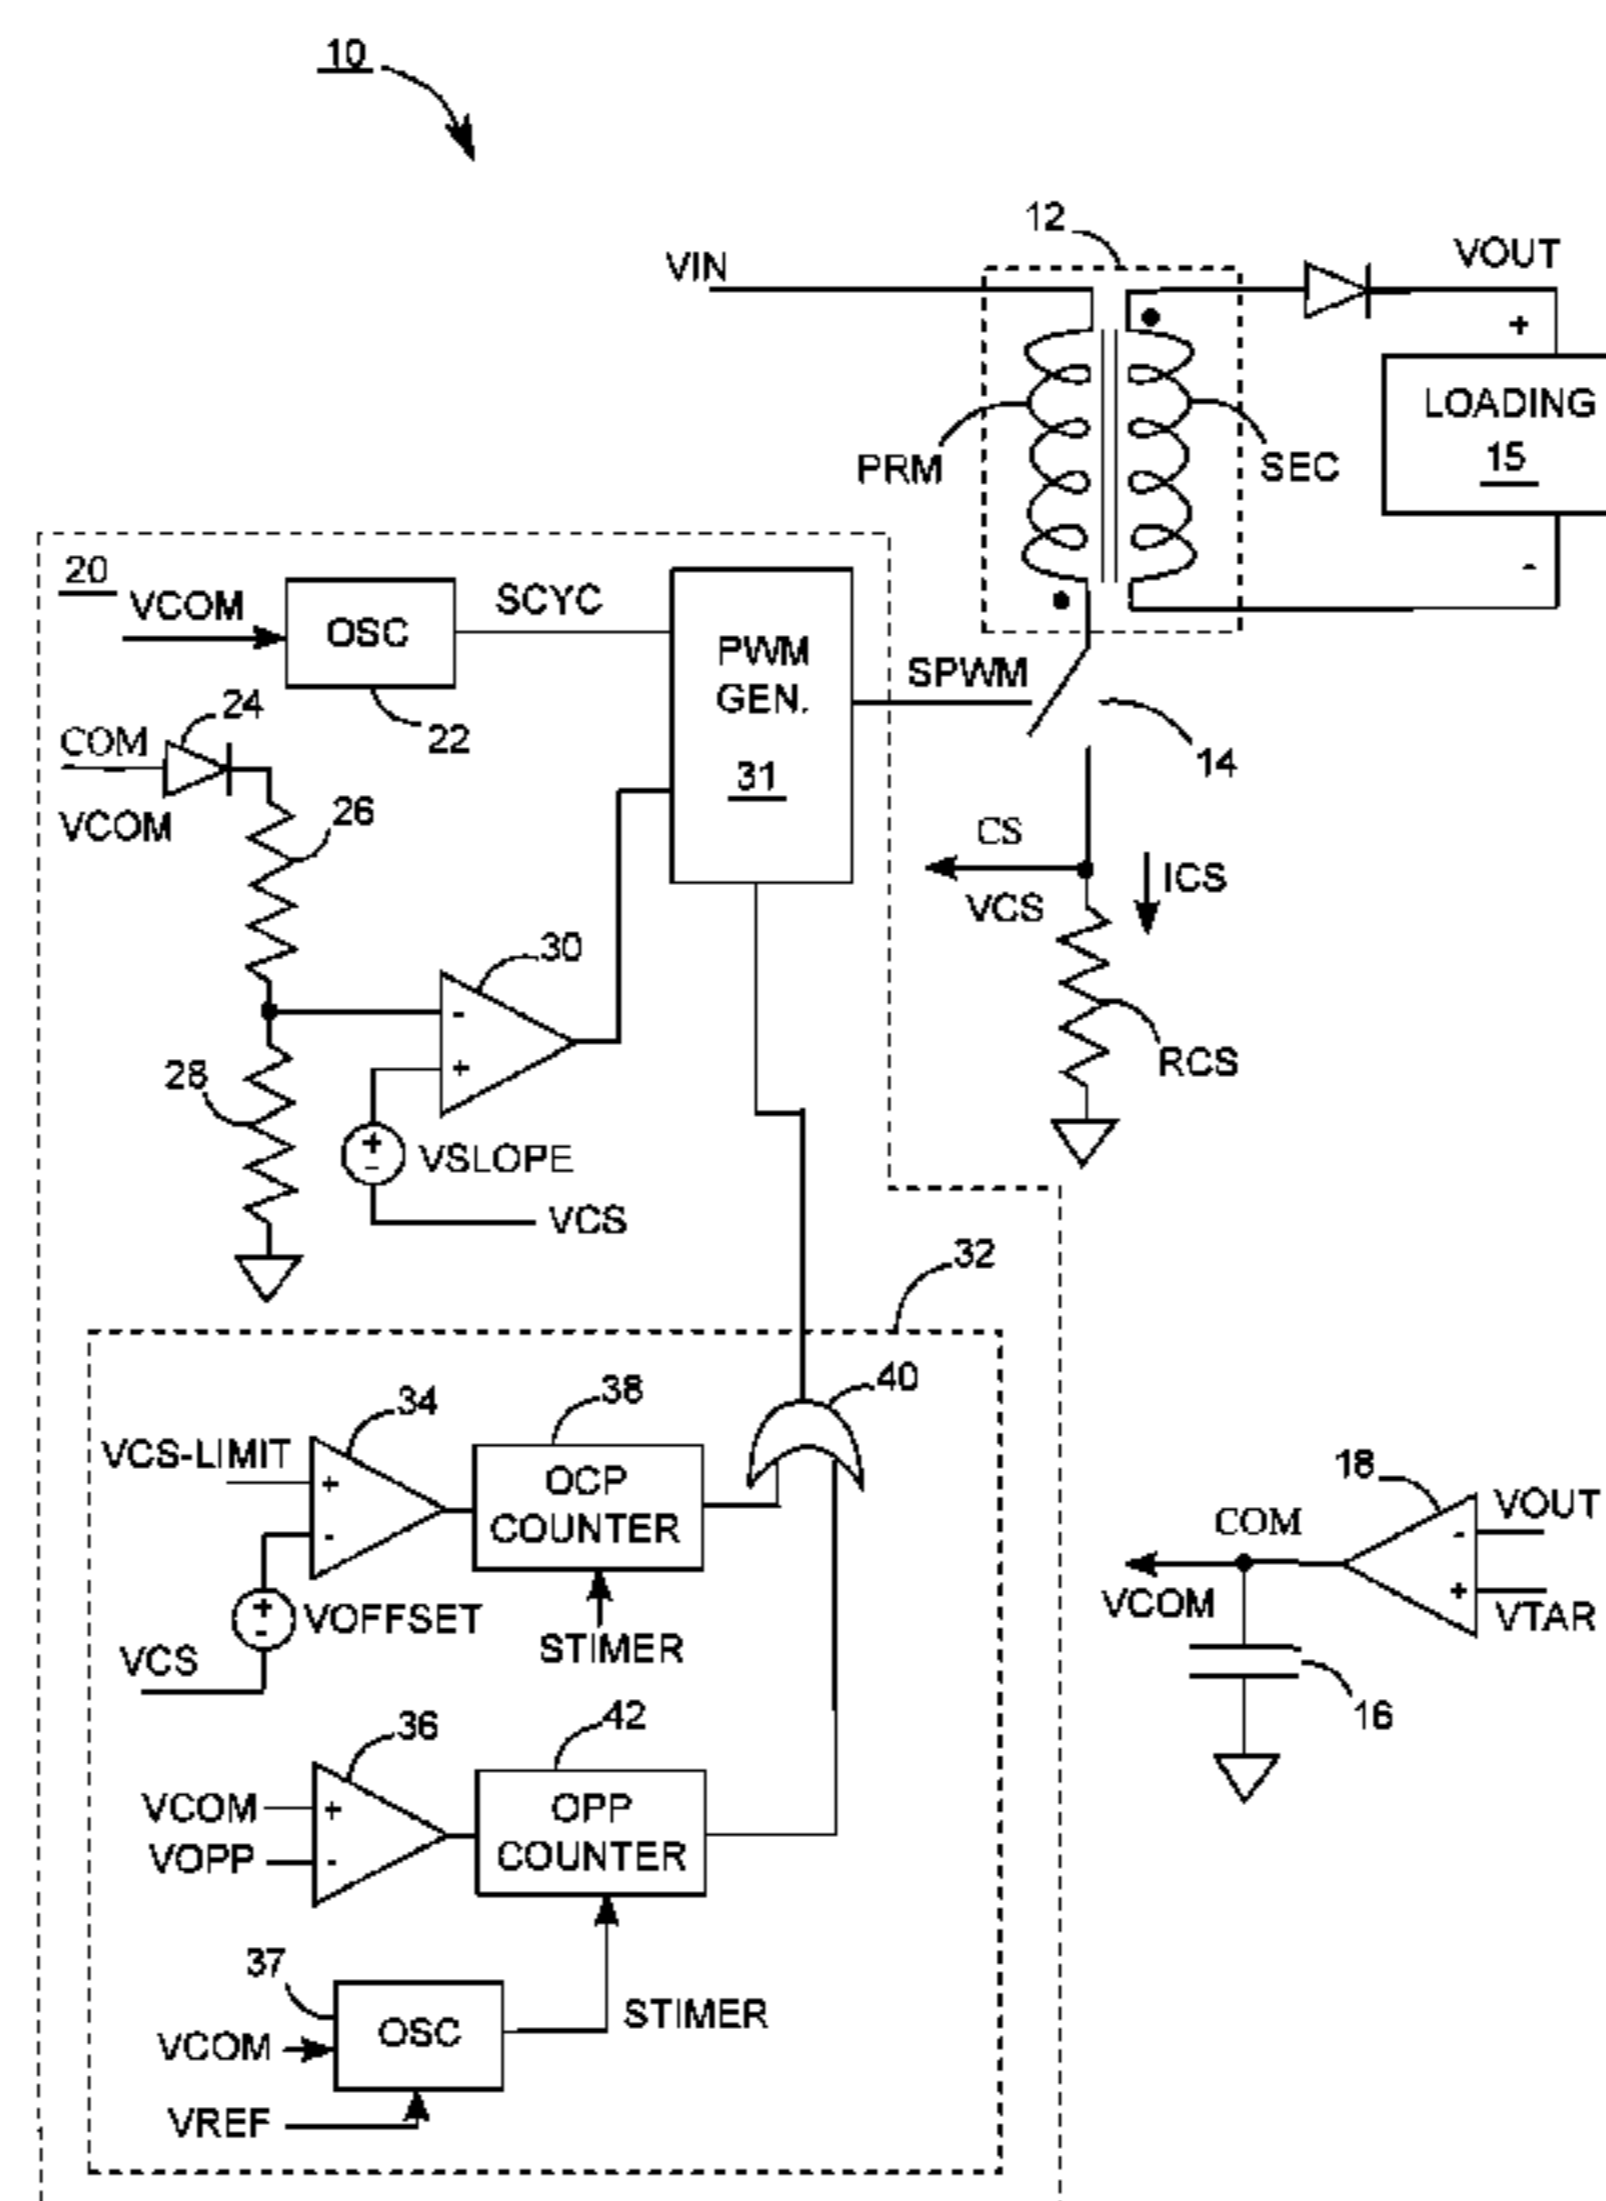 10
12
VIN
VOUT
+
LOADING
15
-
PRM
SEC
20
VCOM
OSC
SCYC
22
PWM
GEN.
31
SPWM
14
24
COM
VCOM
26
CS
VCS
ICS
RCS
30
-
+
28
+
-
VSLOPE
VCS
32
34
VCS-LIMIT
+
-
38
OCP
COUNTER
40
+
-
VOFFSET
VCS
STIMER
18
COM
VCOM
VOUT
-
+
VTAR
16
36
VCOM
+
VOPP
-
42
OPP
COUNTER
37
OSC
VCOM
VREF
STIMER